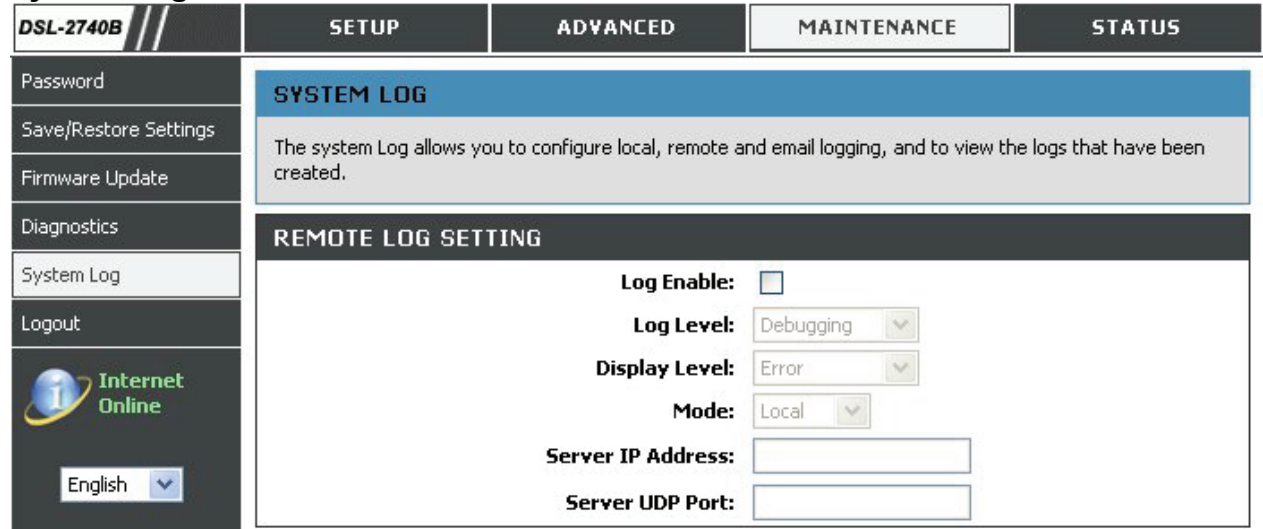 DSL-2740B
SETUP
ADVANCED
MAINTENANCE
STATUS
Password
Save/Restore Settings
Firmware Update
Diagnostics
System Log
Logout
Internet
Online
English
SYSTEM LOG
The system Log allows you to configure local, remote and email logging, and to view the logs that have been
created.
REMOTE LOG SETTING
Log Enable:
Log Level: Debugging
Display Level: Error
Mode: Local
Server IP Address:
Server UDP Port: